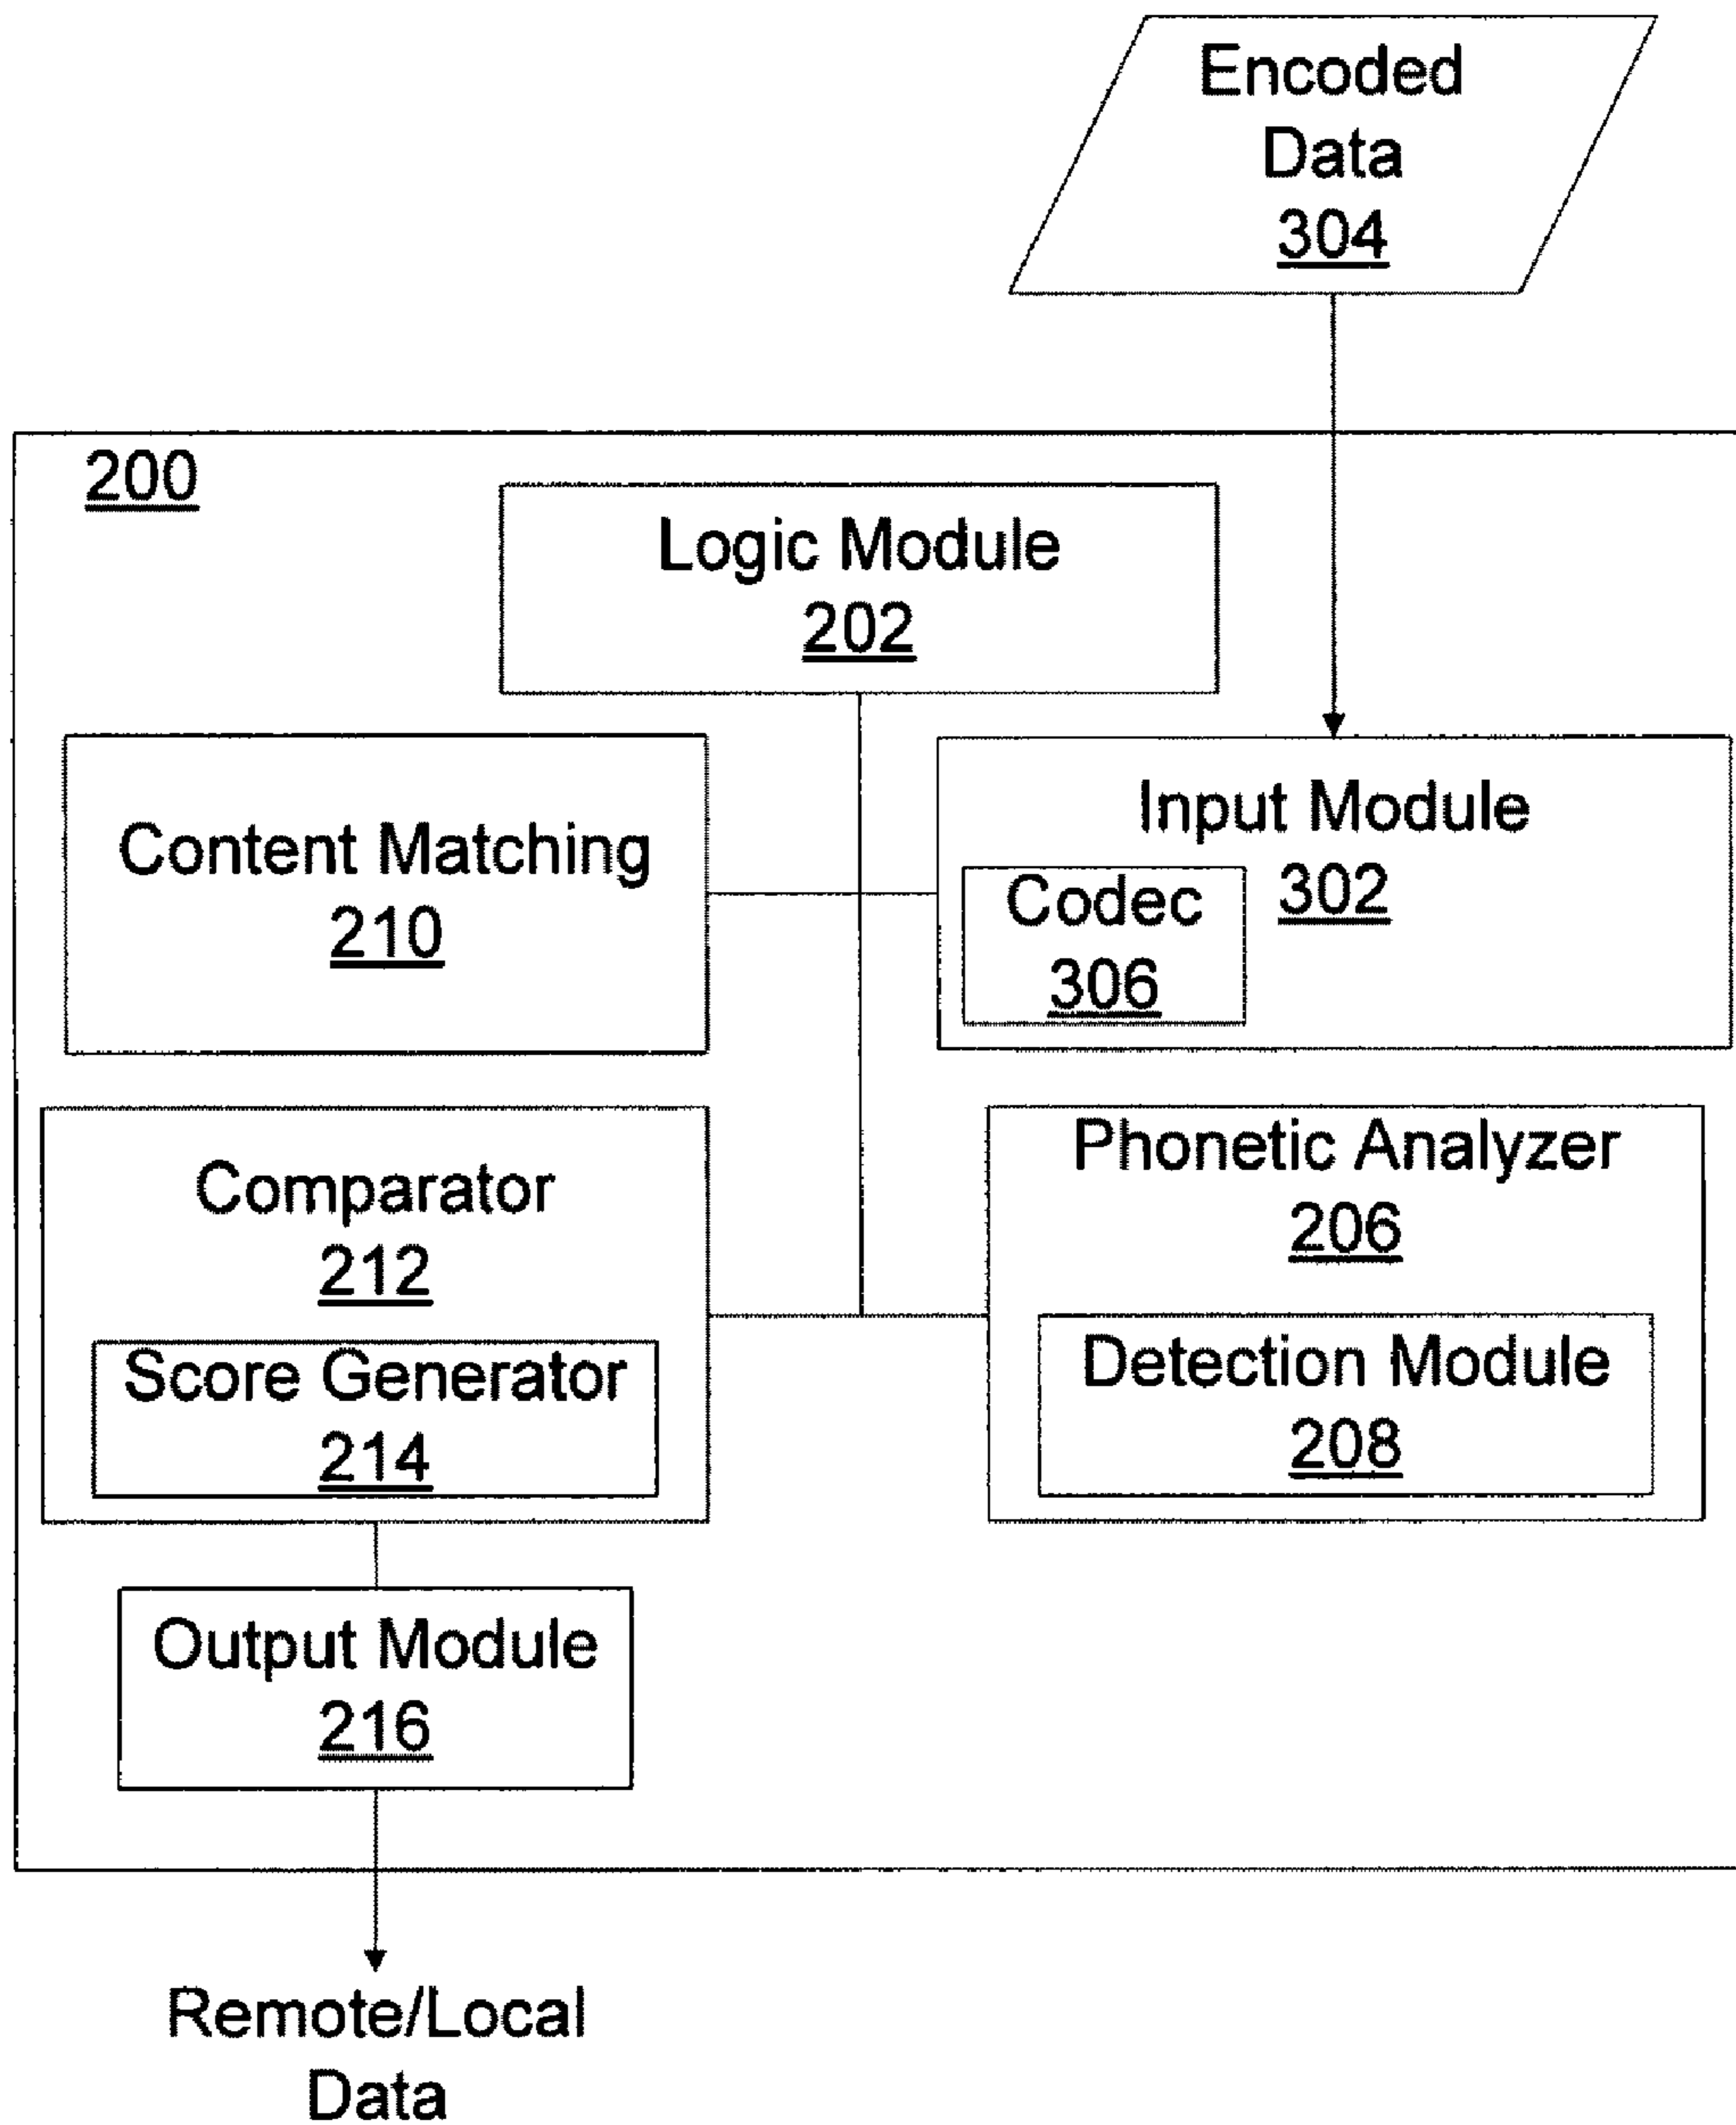 Encoded
Data
304
200
Logic Module
202
Content Matching
210
Input Module
302
Codec
306
Comparator
212
Score Generator
214
Phonetic Analyzer
206
Detection Module
208
Output Module
216
Remote/Local
Data